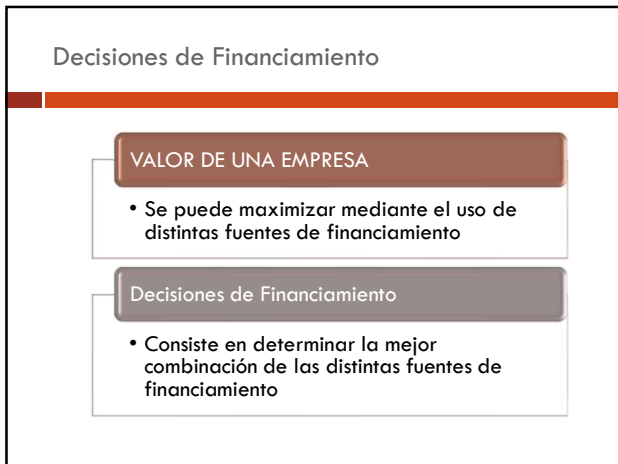 Decisiones de Financiamiento
VALOR DE UNA EMPRESA
• Se puede maximizar mediante el uso de
distintas fuentes de financiamiento
Decisiones de Financiamiento
• Consiste en determinar la mejor
combinación de las distintas fuentes de
financiamiento